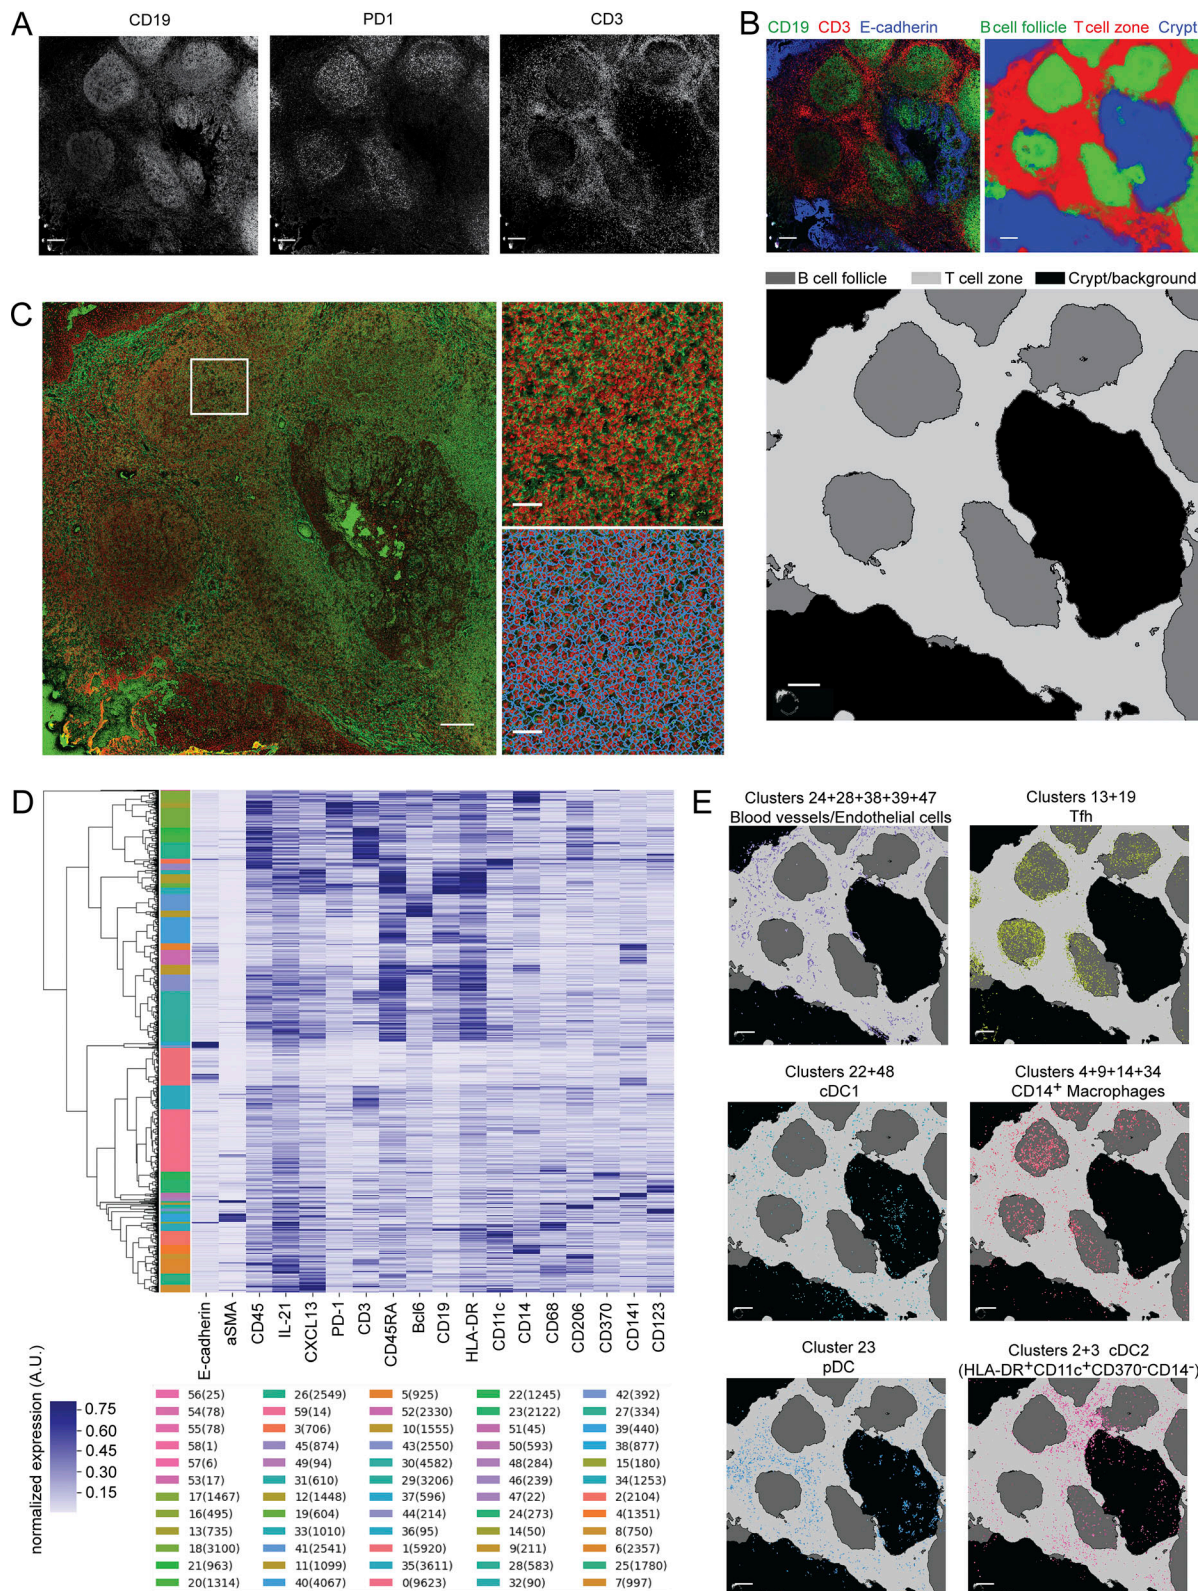 A
CD19 PD1 CD3
B
CD19 CD3 E-cadherin
B cell follicle T cell zone Crypt
B cell follicle T cell zone Crypt/background
C
D
E-cadherin
aSMA
CD45
IL-21
CXCL13
PD-1
CD3
CD45RA
Bcl6
CD19
HLA-DR
CD11c
CD14
CD68
CD206
CD370
CD141
CD123
normalized expression (A.U.)
0.75
0.60
0.45
0.30
0.15
56(25) 26(2549) 5(925) 22(1245) 42(392)
54(78) 59(14) 52(2330) 23(2122) 27(334)
55(78) 3(706) 10(1555) 51(45) 39(440)
58(1) 45(874) 43(2550) 50(593) 38(877)
57(6) 49(94) 30(4582) 48(284) 15(180)
53(17) 31(610) 29(3206) 46(239) 34(1253)
17(1467) 12(1448) 37(596) 47(22) 2(2104)
16(495) 19(604) 44(214) 24(273) 4(1351)
13(735) 33(1010) 36(95) 14(50) 8(750)
18(3100) 41(2541) 1(5920) 9(211) 6(2357)
21(963) 11(1099) 35(3611) 28(583) 25(1780)
20(1314) 40(4067) 0(9623) 32(90) 7(997)
E
Clusters 24+28+38+39+47
Blood vessels/Endothelial cells
Clusters 13+19
Tfh
Clusters 22+48
cDC1
Clusters 4+9+14+34
CD14+ Macrophages
Cluster 23
pDC
Clusters 2+3 cDC2
(HLA-DR+CD11c+CD370-CD14-)